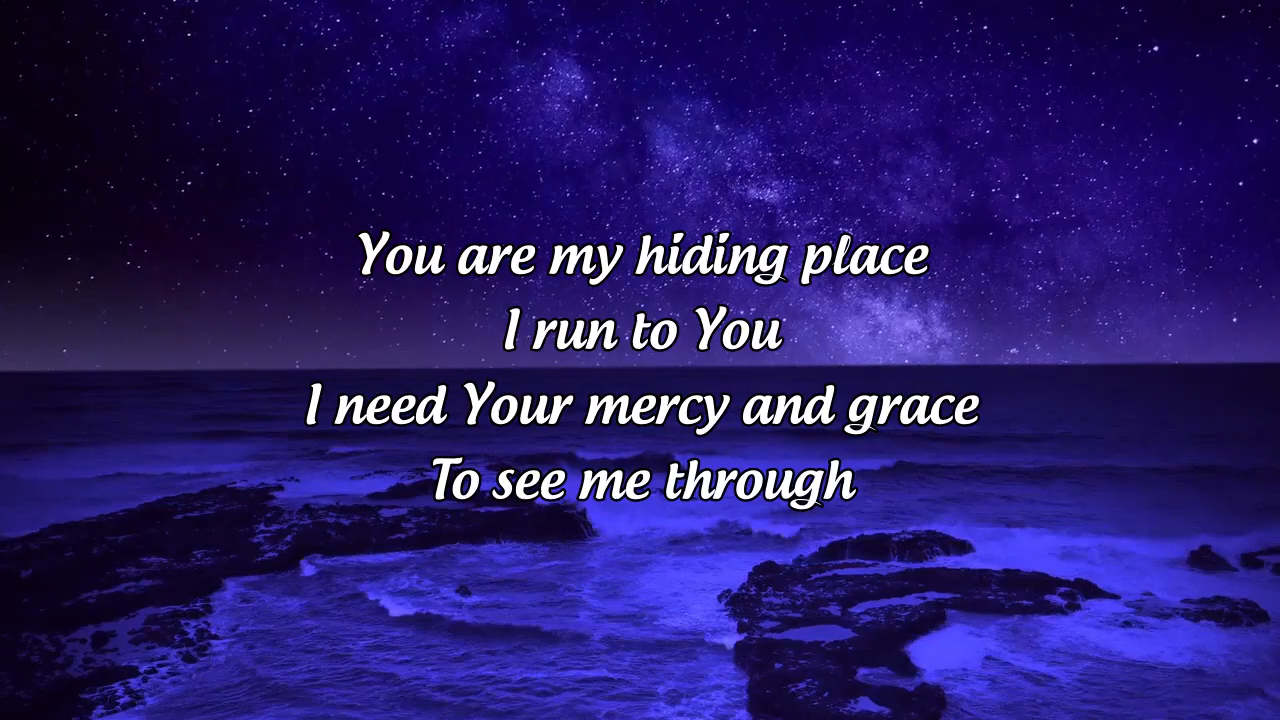 You are my hiding place
I run to You
I need Your mercy and grace
To see me through